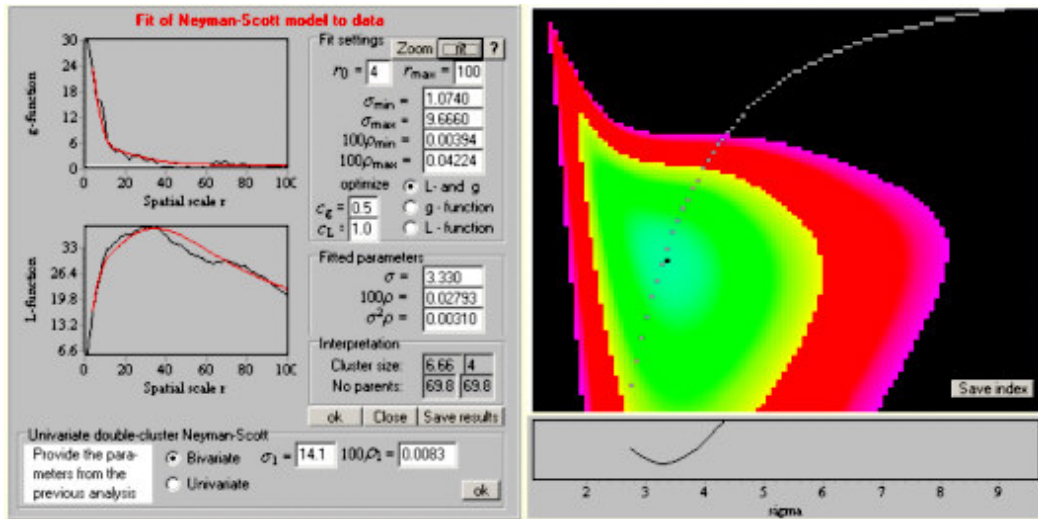 Fit of Neyman-Scott model to data
30
24
18
12
6
0
g-function
0 20 40 60 80 100
Spatial scale r
33
26.4
19.8
13.2
6.6
L-function
0 20 40 60 80 100
Spatial scale r
Fit settings
Zoom fit ?
r0 = 4 rmax = 100
σmin = 1.0740
σmax = 9.6660
100ρmin = 0.00394
100ρmax = 0.04224
optimize L- and g
cg = 0.5 g - function
cL = 1.0 L - function
Fitted parameters
σ = 3.330
100ρ = 0.02793
σ²ρ = 0.00310
Interpretation
Cluster size: 6.66 4
No parents: 69.8 69.8
ok Close Save results
Univariate double-cluster Neyman-Scott
Provide the para-
meters from the
previous analysis
Bivariate σ1 = 14.1 100ρ1 = 0.0083
Univariate
ok
Save index
2 3 4 5 6 7 8 9
sigma